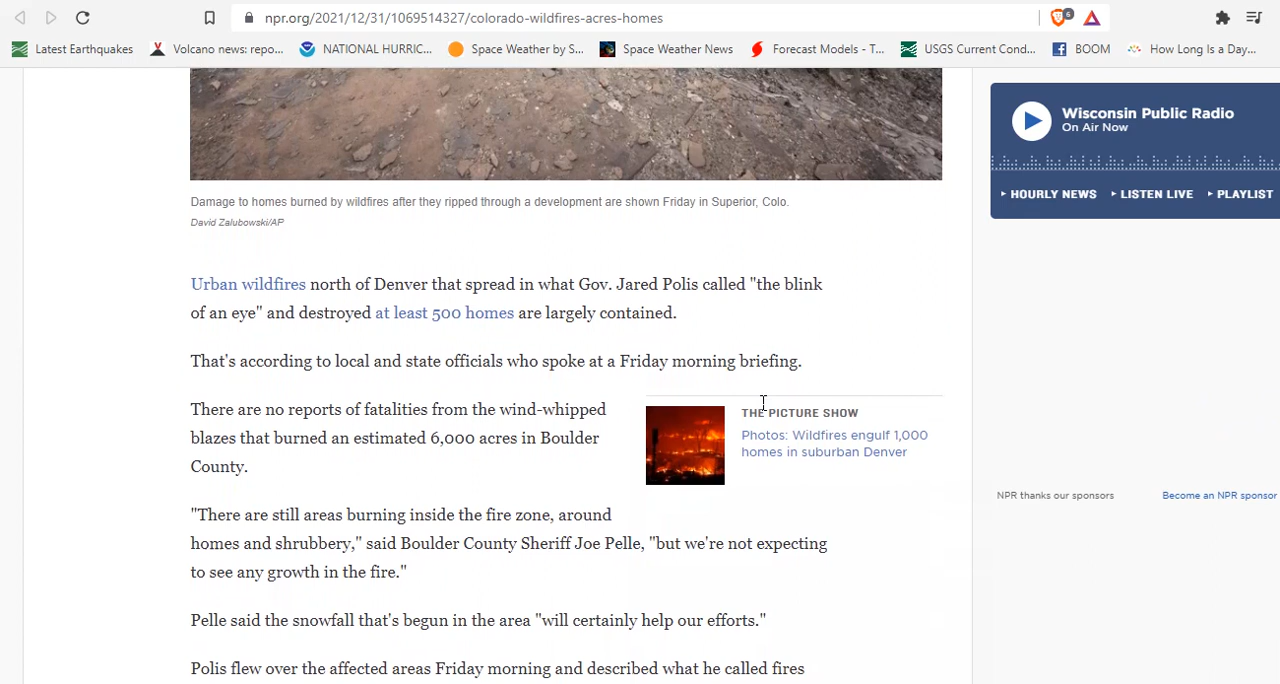 npr.org/2021/12/31/1069514327/colorado-wildfires-acres-homes
6
Latest Earthquakes
Volcano news: repo...
NATIONAL HURRIC...
Space Weather by S...
Space Weather News
Forecast Models - T...
USGS Current Cond...
BOOM
How Long Is a Day...
Wisconsin Public Radio
On Air Now
HOURLY NEWS
LISTEN LIVE
PLAYLIST
Damage to homes burned by wildfires after they ripped through a development are shown Friday in Superior, Colo.
David Zalubowski/AP
Urban wildfires north of Denver that spread in what Gov. Jared Polis called "the blink
of an eye" and destroyed at least 500 homes are largely contained.
That's according to local and state officials who spoke at a Friday morning briefing.
There are no reports of fatalities from the wind-whipped
blazes that burned an estimated 6,000 acres in Boulder
County.
THE PICTURE SHOW
Photos: Wildfires engulf 1,000
homes in suburban Denver
"There are still areas burning inside the fire zone, around
homes and shrubbery," said Boulder County Sheriff Joe Pelle, "but we're not expecting
to see any growth in the fire."
Pelle said the snowfall that's begun in the area "will certainly help our efforts."
Polis flew over the affected areas Friday morning and described what he called fires
NPR thanks our sponsors
Become an NPR sponsor